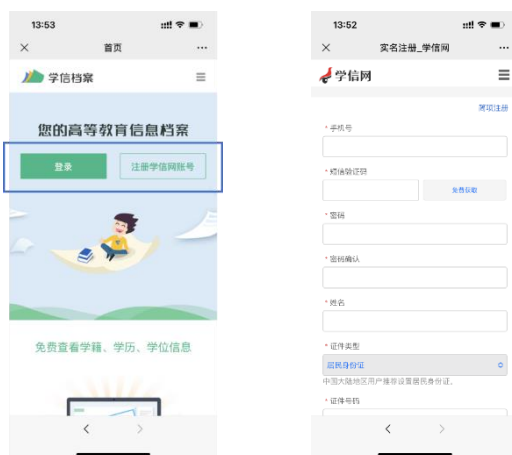 13:53
首页
学信档案
您的高等教育信息档案
登录
注册学信网账号
免费查看学籍、学历、学位信息
13:52
实名注册_学信网
学信网
* 手机号
* 短信验证码
免费获取
* 密码
* 密码确认
* 姓名
* 证件类型
居民身份证
中国大陆地区用户推荐设置居民身份证。
* 证件号码